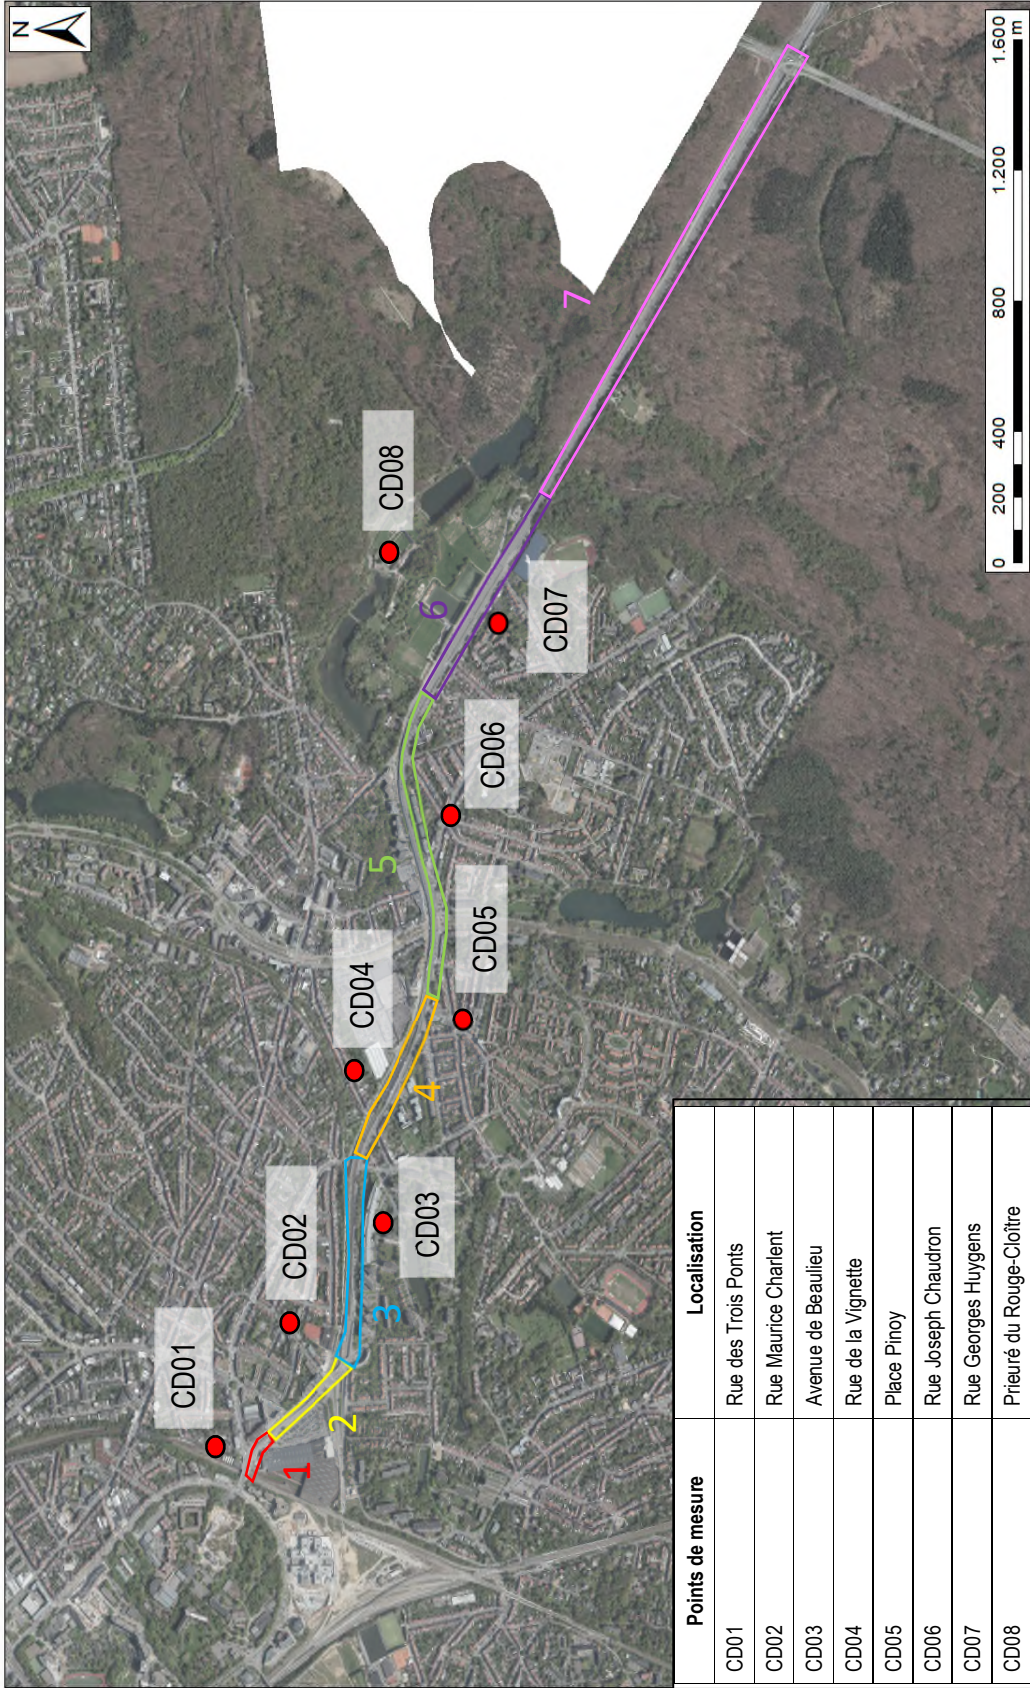 N
CD01
CD02
CD03
CD04
CD05
CD06
CD07
CD08
1
2
3
4
5
6
7
Points de mesure Localisation
CD01 Rue des Trois Ponts
CD02 Rue Maurice Charlent
CD03 Avenue de Beaulieu
CD04 Rue de la Vignette
CD05 Place Pinoy
CD06 Rue Joseph Chaudron
CD07 Rue Georges Huygens
CD08 Prieuré du Rouge-Cloître
0 200 400 800 1.200 1.600 m